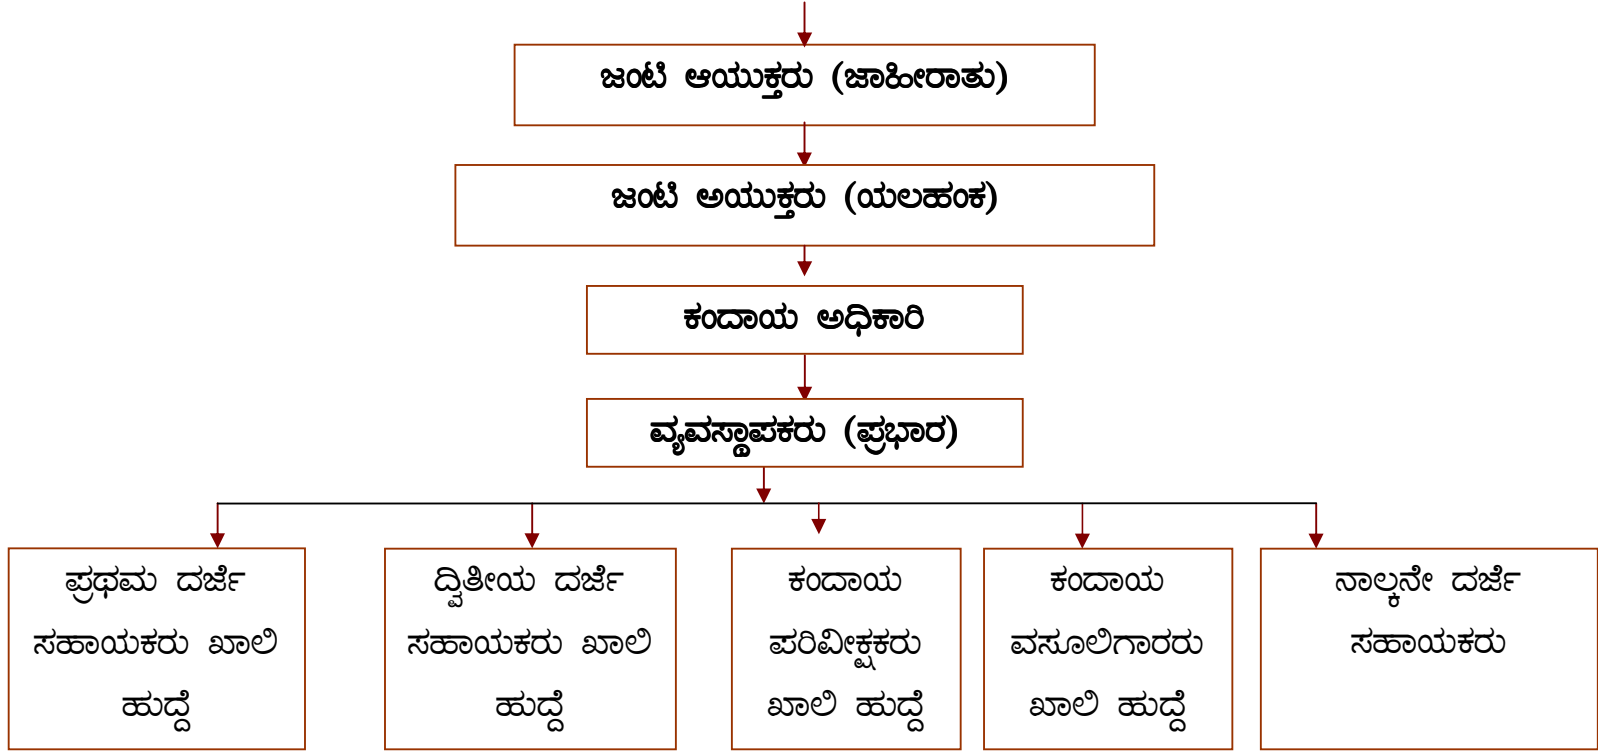 ಜಂಟಿ ಆಯುಕ್ತರು (ಜಾಹೀರಾತು)
ಜಂಟಿ ಅಯುಕ್ತರು (ಯಲಹಂಕ)
ಕಂದಾಯ ಅಧಿಕಾರಿ
ವ್ಯವಸ್ಥಾಪಕರು (ಪ್ರಭಾರ)
ಪ್ರಥಮ ದರ್ಜೆ
ಸಹಾಯಕರು ಖಾಲಿ
ಹುದ್ದೆ
ದ್ವಿತೀಯ ದರ್ಜೆ
ಸಹಾಯಕರು ಖಾಲಿ
ಹುದ್ದೆ
ಕಂದಾಯ
ಪರಿವೀಕ್ಷಕರು
ಖಾಲಿ ಹುದ್ದೆ
ಕಂದಾಯ
ವಸೂಲಿಗಾರರು
ಖಾಲಿ ಹುದ್ದೆ
ನಾಲ್ಕನೇ ದರ್ಜೆ
ಸಹಾಯಕರು